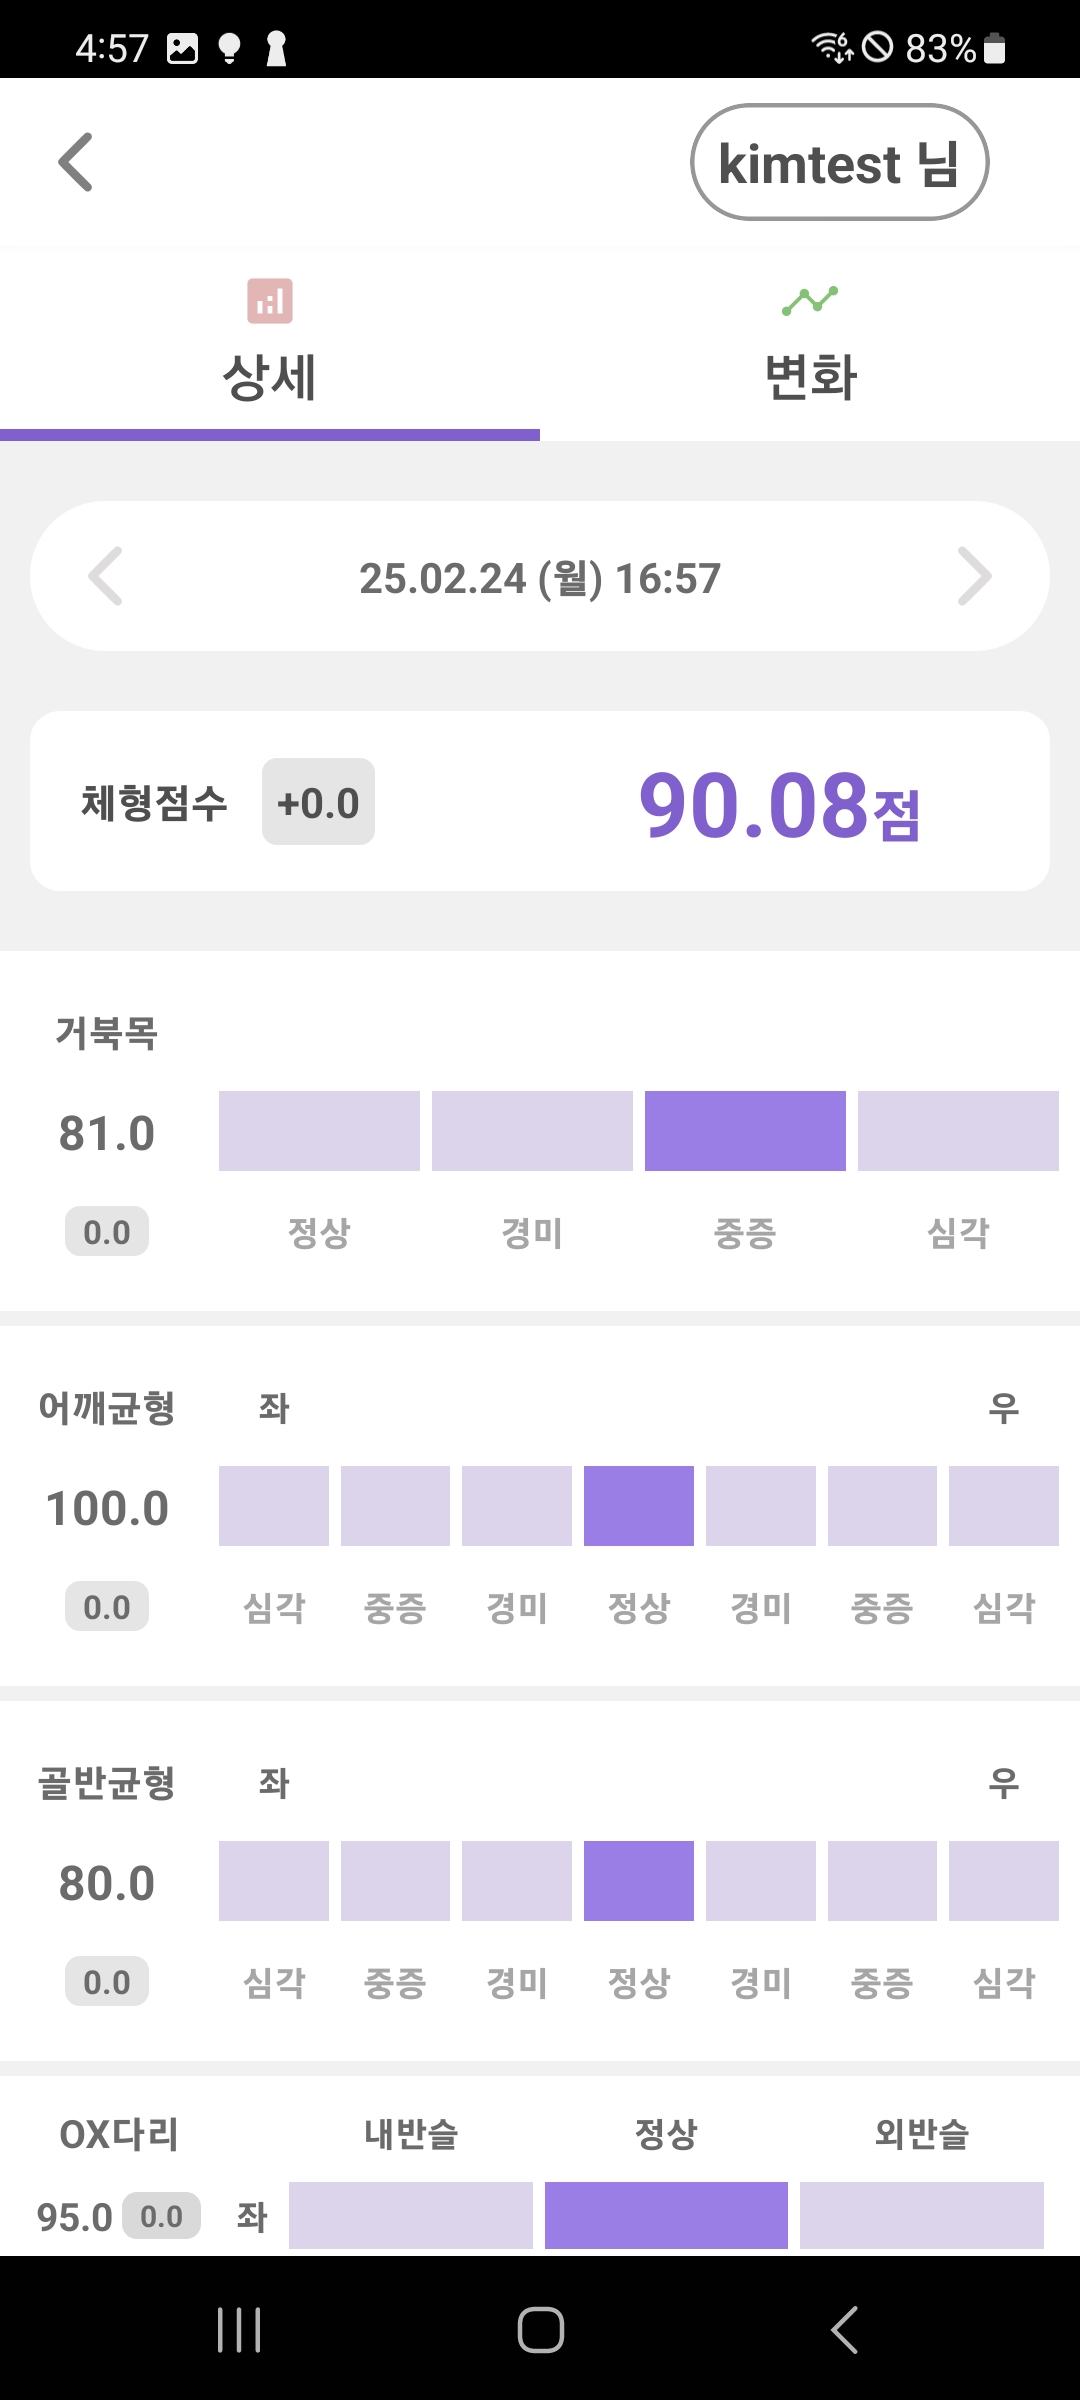 4:57 83%
kimtest 님
상세 변화
25.02.24 (월) 16:57
체형점수 +0.0 90.08점
거북목
81.0
0.0 정상 경미 중증 심각
어깨균형 좌 우
100.0
0.0 심각 중증 경미 정상 경미 중증 심각
골반균형 좌 우
80.0
0.0 심각 중증 경미 정상 경미 중증 심각
OX다리 내반슬 정상 외반슬
95.0 0.0 좌